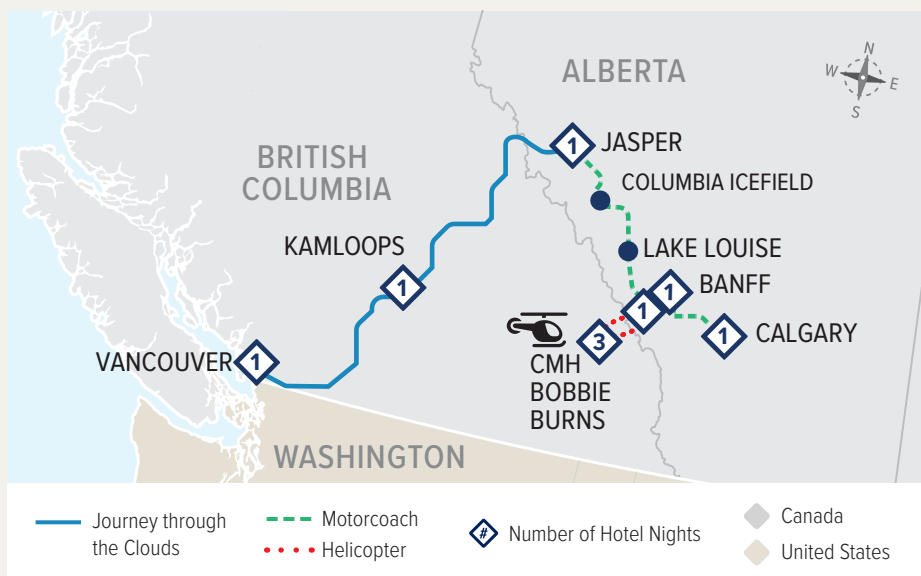 ALBERTA
N
W
E
S
BRITISH
COLUMBIA
1
JASPER
COLUMBIA ICEFIELD
KAMLOOPS
1
LAKE LOUISE
1
BANFF
1
VANCOUVER
1
3
1
CALGARY
CMH
BOBBIE
BURNS
WASHINGTON
Journey through
the Clouds
Motorcoach
Helicopter
# Number of Hotel Nights
Canada
United States